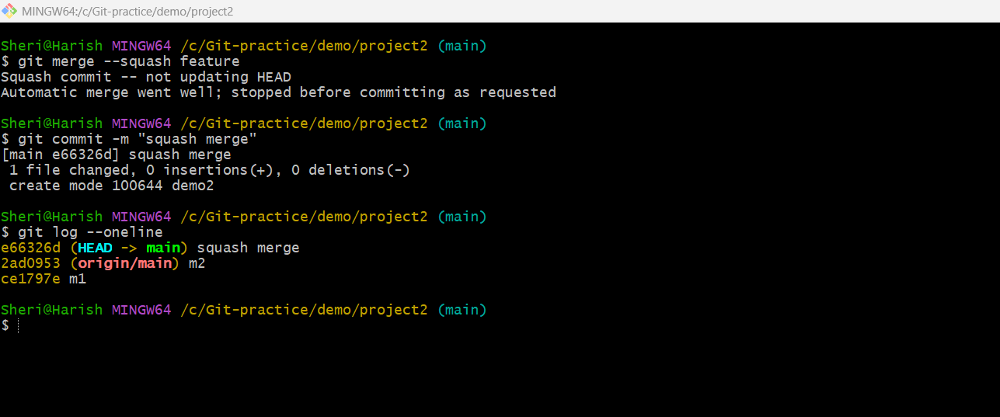 MINGW64:/c/Git-practice/demo/project2
Sheri@Harish MINGW64 /c/Git-practice/demo/project2 (main)
$ git merge --squash feature
Squash commit -- not updating HEAD
Automatic merge went well; stopped before committing as requested
Sheri@Harish MINGW64 /c/Git-practice/demo/project2 (main)
$ git commit -m "squash merge"
[main e66326d] squash merge
 1 file changed, 0 insertions(+), 0 deletions(-)
 create mode 100644 demo2
Sheri@Harish MINGW64 /c/Git-practice/demo/project2 (main)
$ git log --oneline
e66326d (HEAD -> main) squash merge
2ad0953 (origin/main) m2
ce1797e m1
Sheri@Harish MINGW64 /c/Git-practice/demo/project2 (main)
$